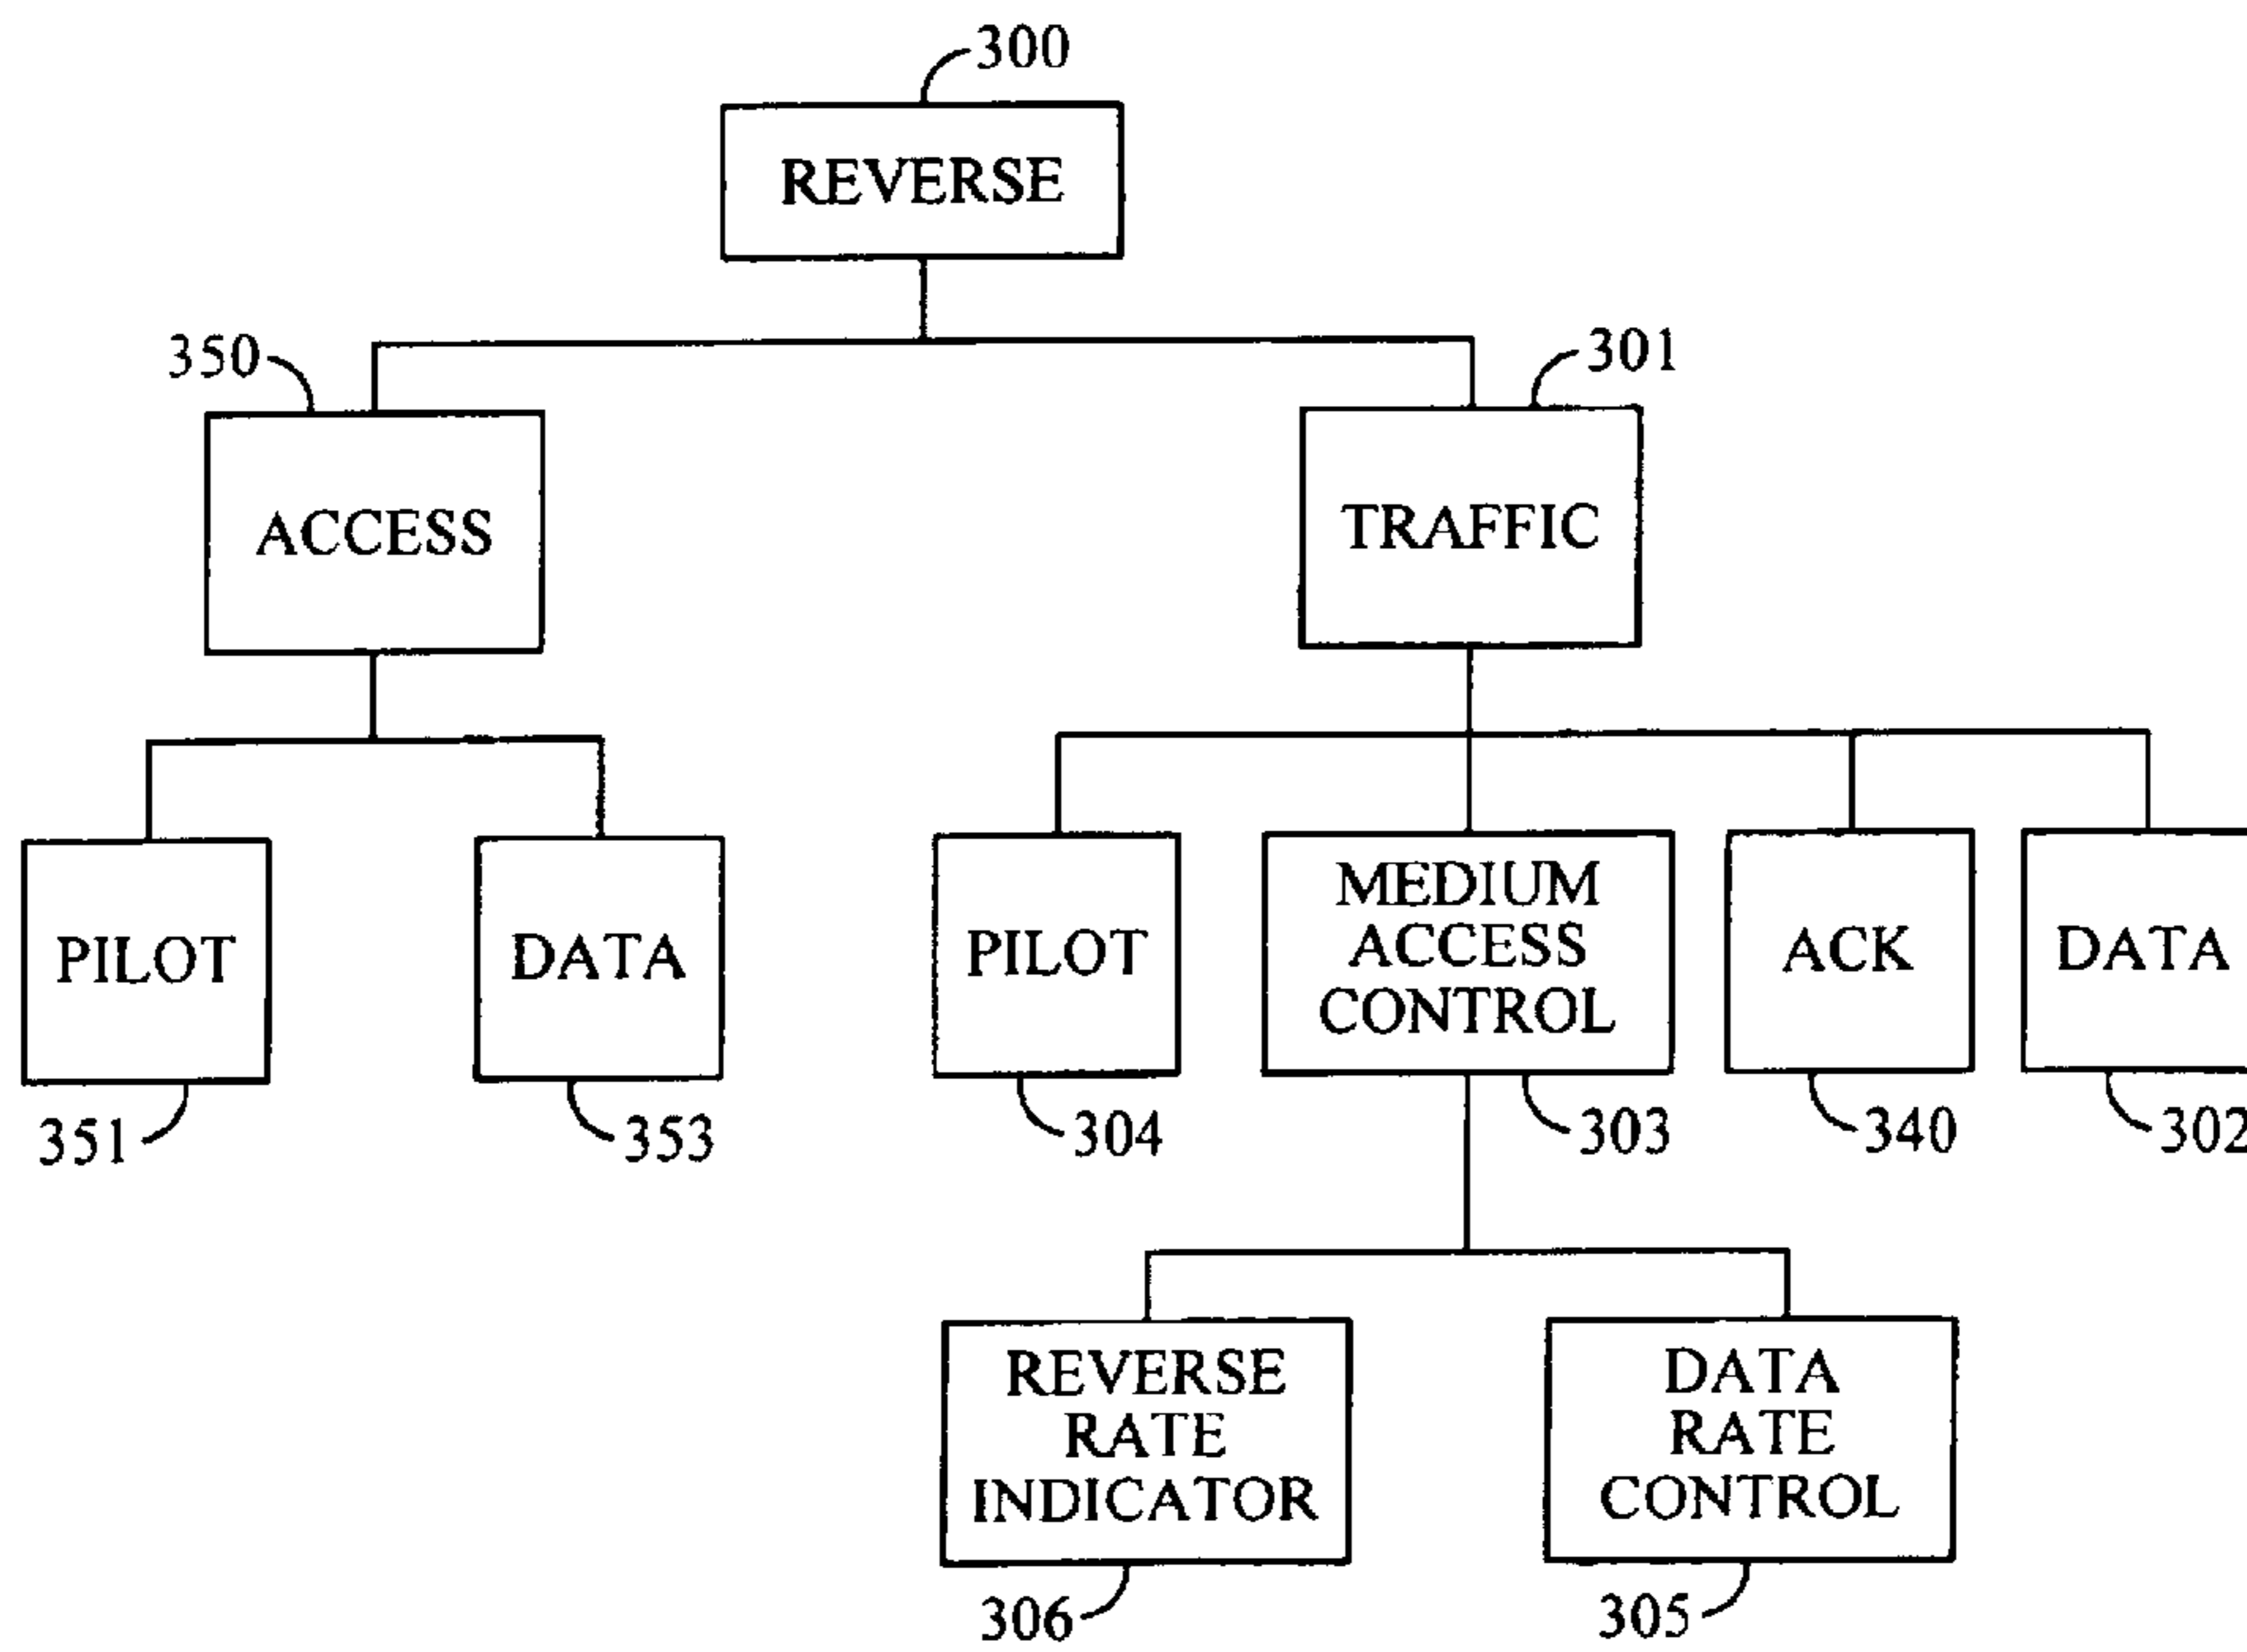 300
REVERSE
350
301
ACCESS
TRAFFIC
PILOT
DATA
PILOT
MEDIUM
ACCESS
CONTROL
ACK
DATA
351
353
304
303
340
302
REVERSE
RATE
INDICATOR
DATA
RATE
CONTROL
306
305